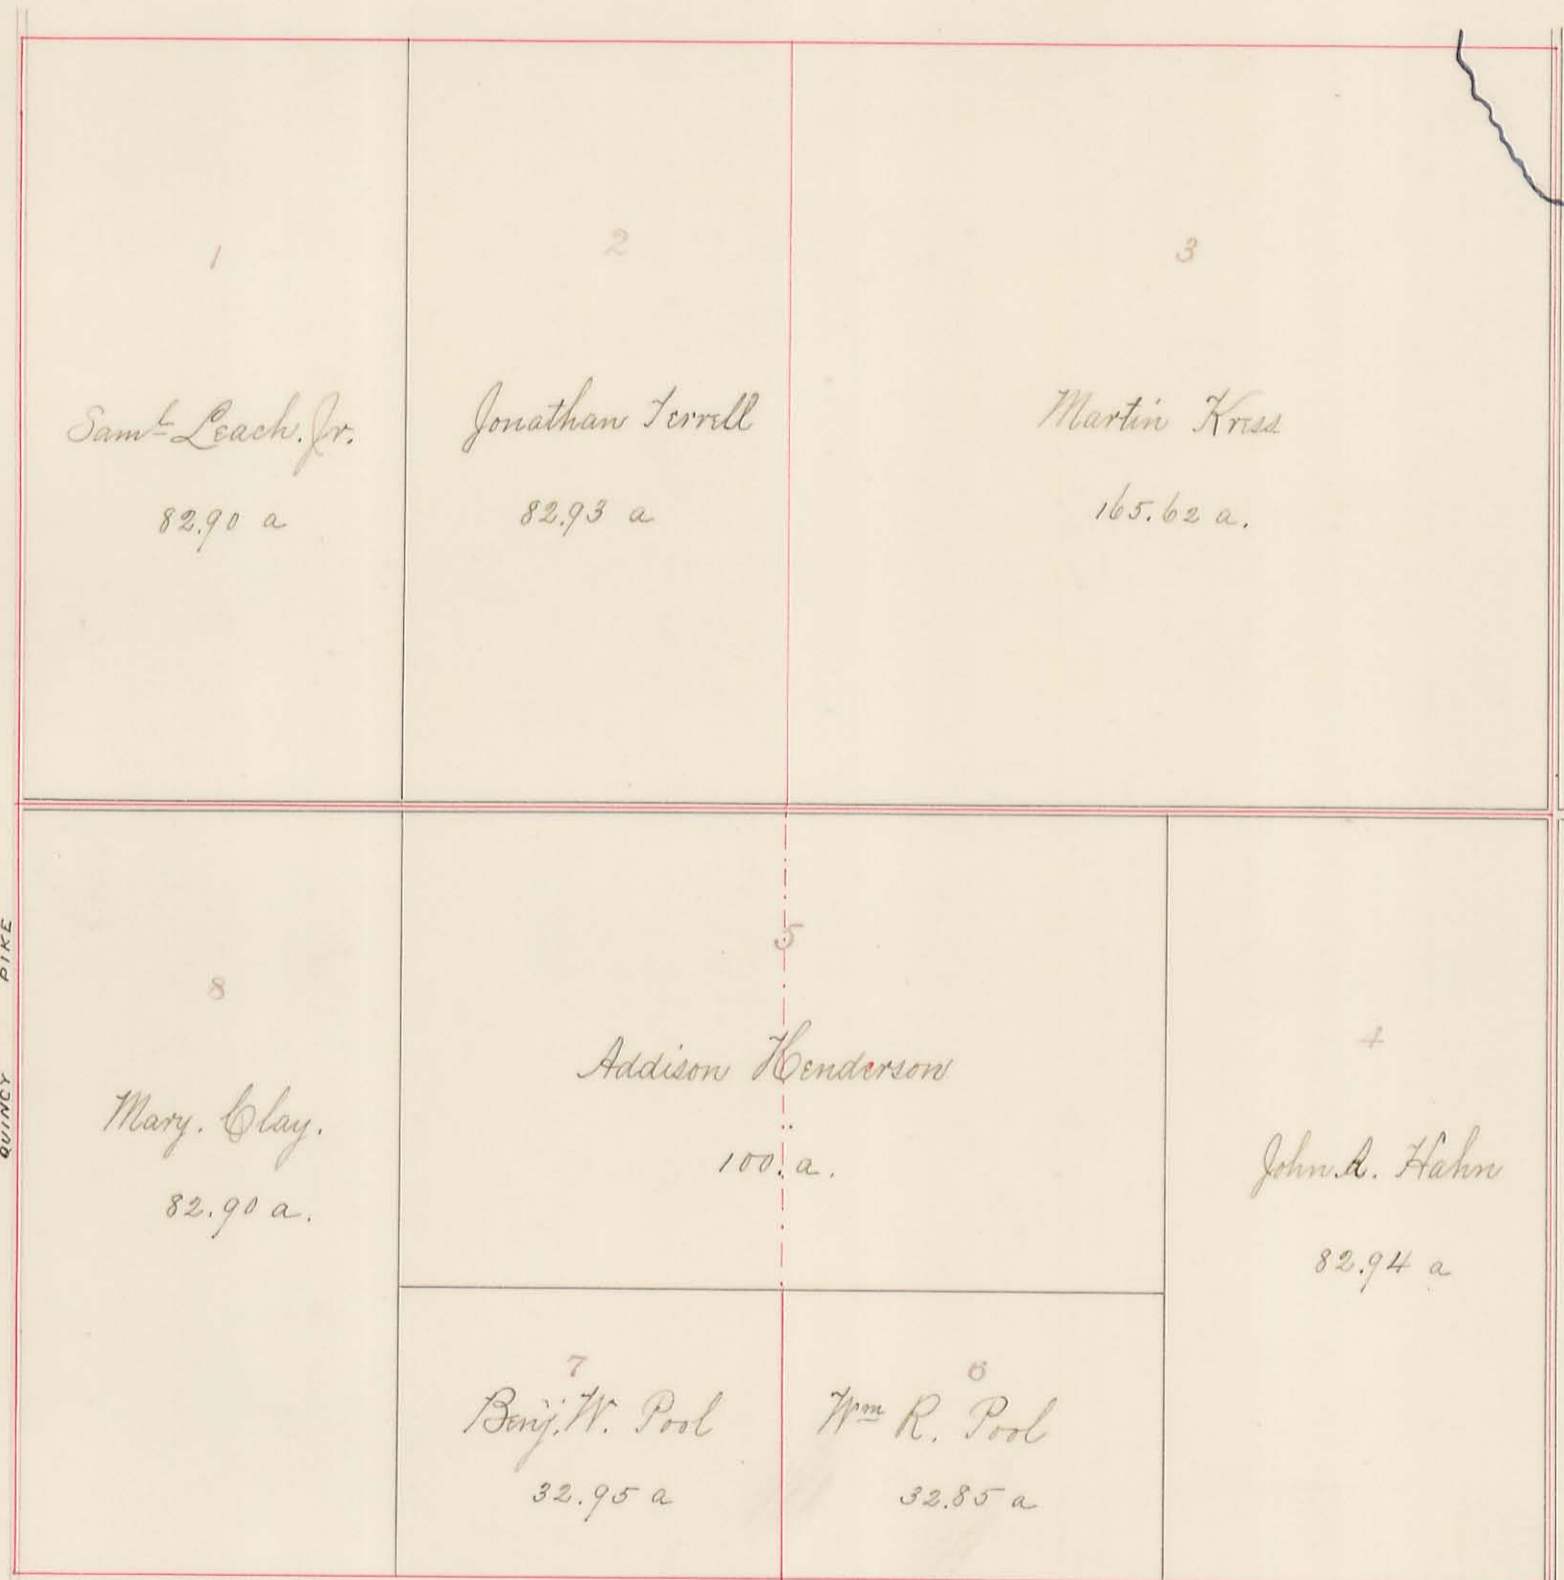 1
Saml Leach. Jr.
82.90 a
2
Jonathan Terrell
82.93 a
3
Martin Kress
165.62 a.
QUINCY PIKE
8
Mary. Clay.
82.90 a.
5
Addison Henderson
100. a.
4
John A. Hahn
82.94 a
7
Benj. W. Pool
32.95 a
6
Wm R. Pool
32.85 a